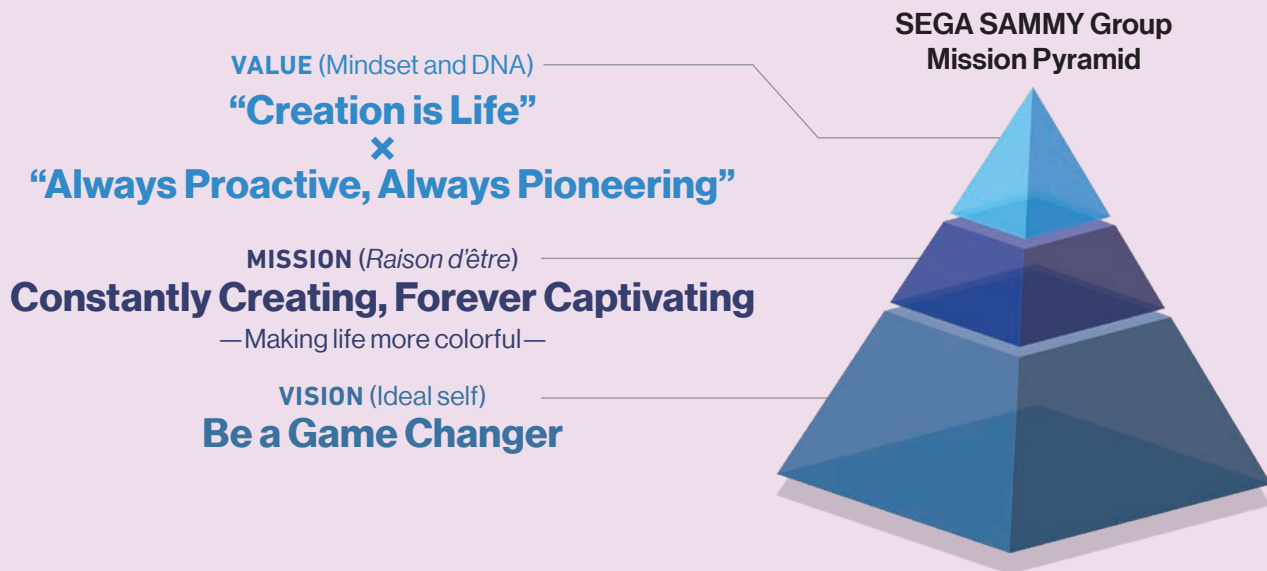 SEGA SAMMY Group
Mission Pyramid
VALUE (Mindset and DNA)
“Creation is Life”
×
“Always Proactive, Always Pioneering”
MISSION (Raison d’être)
Constantly Creating, Forever Captivating
—Making life more colorful—
VISION (Ideal self)
Be a Game Changer